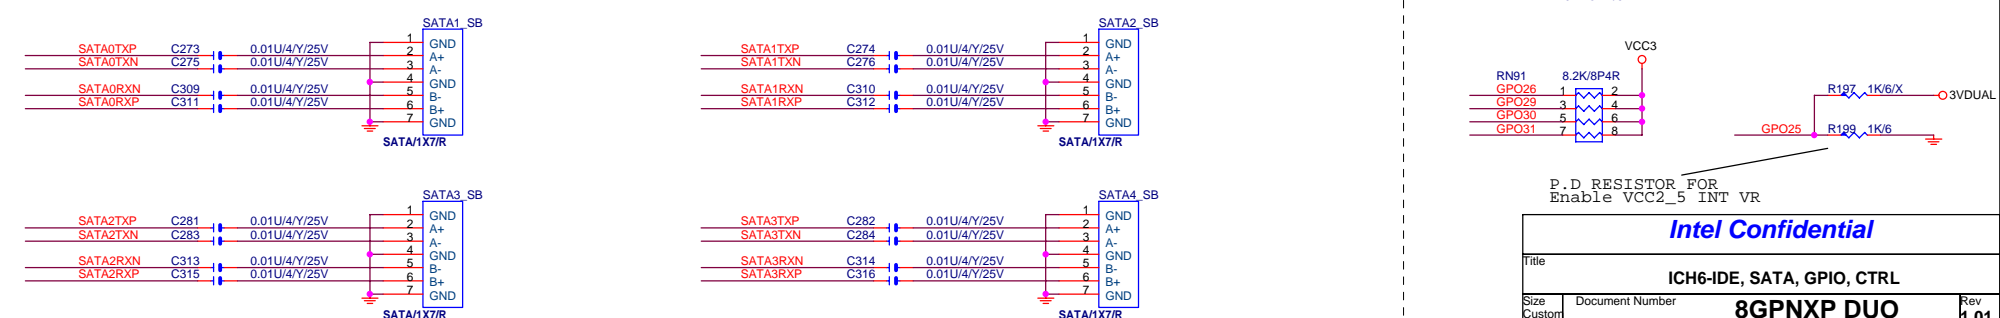 SATA1_SB
SATA0TXP C273 0.01U/4/Y/25V 1 GND
SATA0TXN C275 0.01U/4/Y/25V 2 A+
3 A-
SATA0RXN C309 0.01U/4/Y/25V 4 GND
SATA0RXP C311 0.01U/4/Y/25V 5 B-
6 B+
7 GND
SATA/1X7/R
SATA2_SB
SATA1TXP C274 0.01U/4/Y/25V 1 GND
SATA1TXN C276 0.01U/4/Y/25V 2 A+
3 A-
SATA1RXN C310 0.01U/4/Y/25V 4 GND
SATA1RXP C312 0.01U/4/Y/25V 5 B-
6 B+
7 GND
SATA/1X7/R
VCC3
RN91 8.2K/8P4R
GPO26 1 2
GPO29 3 4
GPO30 5 6
GPO31 7 8
R197 1K/6/X 3VDUAL
GPO25 R199 1K/6
P.D RESISTOR FOR
Enable VCC2_5 INT VR
SATA3_SB
SATA2TXP C281 0.01U/4/Y/25V 1 GND
SATA2TXN C283 0.01U/4/Y/25V 2 A+
3 A-
SATA2RXN C313 0.01U/4/Y/25V 4 GND
SATA2RXP C315 0.01U/4/Y/25V 5 B-
6 B+
7 GND
SATA/1X7/R
SATA4_SB
SATA3TXP C282 0.01U/4/Y/25V 1 GND
SATA3TXN C284 0.01U/4/Y/25V 2 A+
3 A-
SATA3RXN C314 0.01U/4/Y/25V 4 GND
SATA3RXP C316 0.01U/4/Y/25V 5 B-
6 B+
7 GND
SATA/1X7/R
Intel Confidential
Title
ICH6-IDE, SATA, GPIO, CTRL
Size Document Number Rev
Custom 8GPNXP DUO 1.01